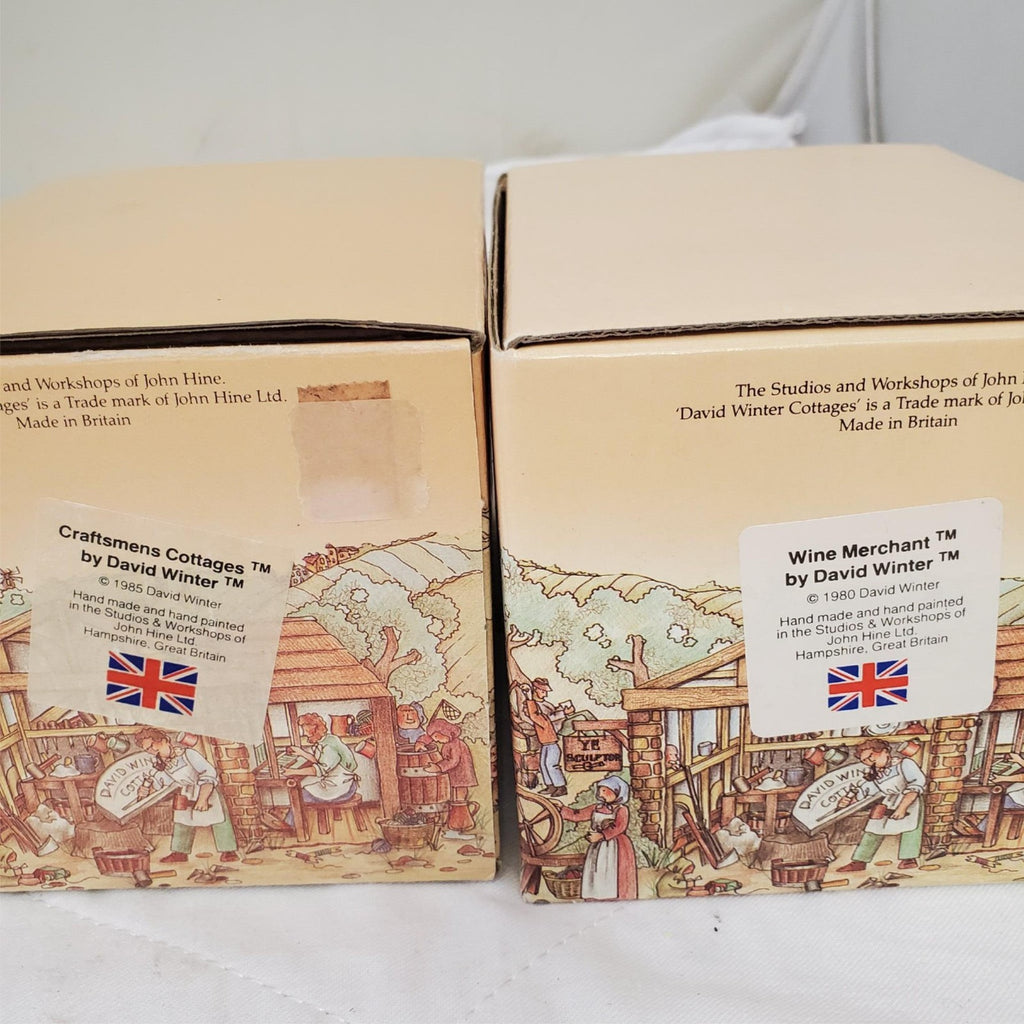 and Workshops of John Hine.
ages' is a Trade mark of John Hine Ltd.
Made in Britain
Craftsmens Cottages ™
by David Winter ™
© 1985 David Winter
Hand made and hand painted
in the Studios & Workshops of
John Hine Ltd.
Hampshire, Great Britain
DAVID WIN
COTTA
The Studios and Workshops of John
'David Winter Cottages' is a Trade mark of Jo
Made in Britain
Wine Merchant ™
by David Winter ™
© 1980 David Winter
Hand made and hand painted
in the Studios & Workshops of
John Hine Ltd.
Hampshire, Great Britain
YE
SCULPTOR
DAVID WIN
COTT